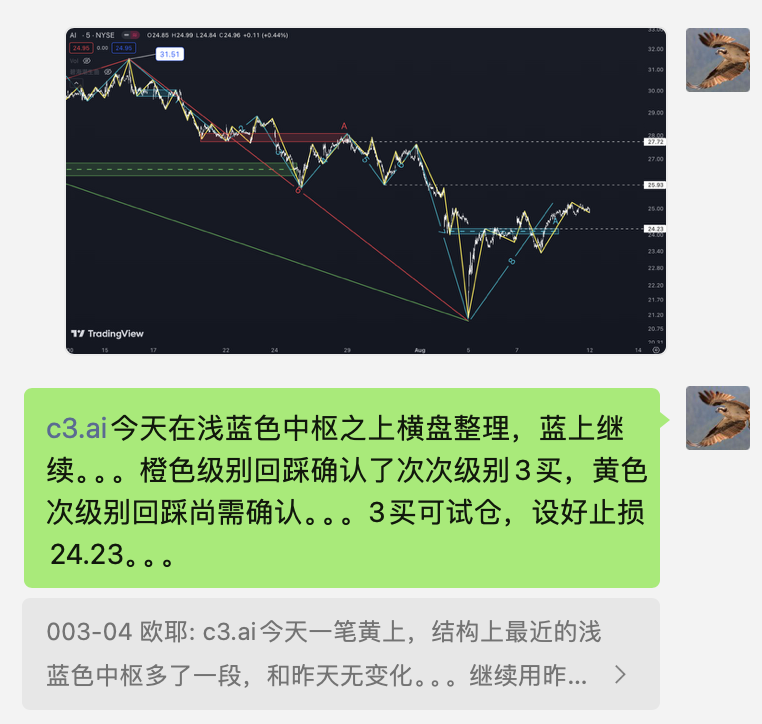 AI · 5 · NYSE O24.85 H24.99 L24.84 C24.96 +0.11 (+0.44%)
24.95 0.00 24.95
Vol
31.51
33.00
32.00
31.00
30.00
29.00
28.00
27.72
27.00
25.93
25.00
24.23
24.00
23.40
22.80
22.20
21.70
21.20
20.75
A
B
TradingView
15 17 22 24 29 Aug 5 7 12 14
c3.ai今天在浅蓝色中枢之上横盘整理，蓝上继
续。。。橙色级别回踩确认了次次级别3买，黄色
次级别回踩尚需确认。。。3买可试仓，设好止损
24.23。。。
003-04 欧耶: c3.ai今天一笔黄上，结构上最近的浅
蓝色中枢多了一段，和昨天无变化。。。继续用昨...